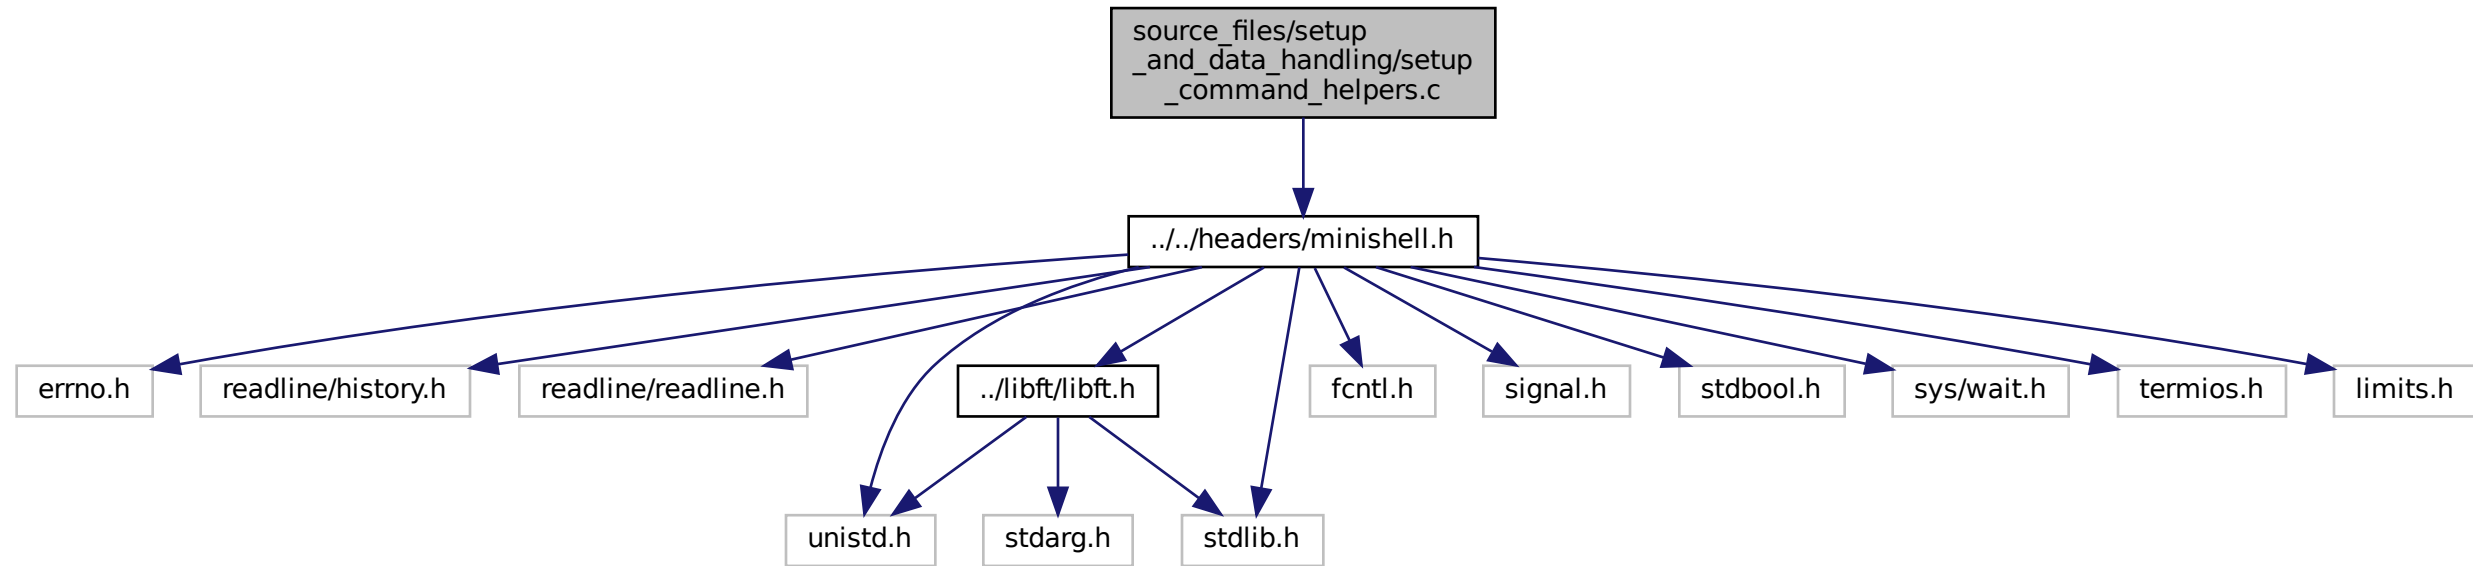 source_files/setup
_and_data_handling/setup
_command_helpers.c
../../headers/minishell.h
errno.h
readline/history.h
readline/readline.h
../libft/libft.h
fcntl.h
signal.h
stdbool.h
sys/wait.h
termios.h
limits.h
unistd.h
stdarg.h
stdlib.h